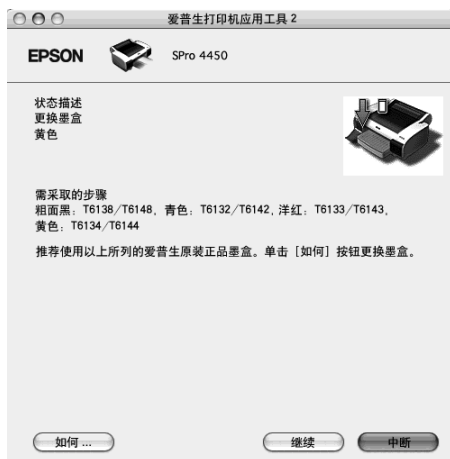 爱普生打印机应用工具 2
EPSON
SPro 4450
状态描述
更换墨盒
黄色
需采取的步骤
粗面黑：T6138/T6148，青色：T6132/T6142，洋红：T6133/T6143，
黄色：T6134/T6144
推荐使用以上所列的爱普生原装正品墨盒。单击［如何］按钮更换墨盒。
如何 ...
继续
中断